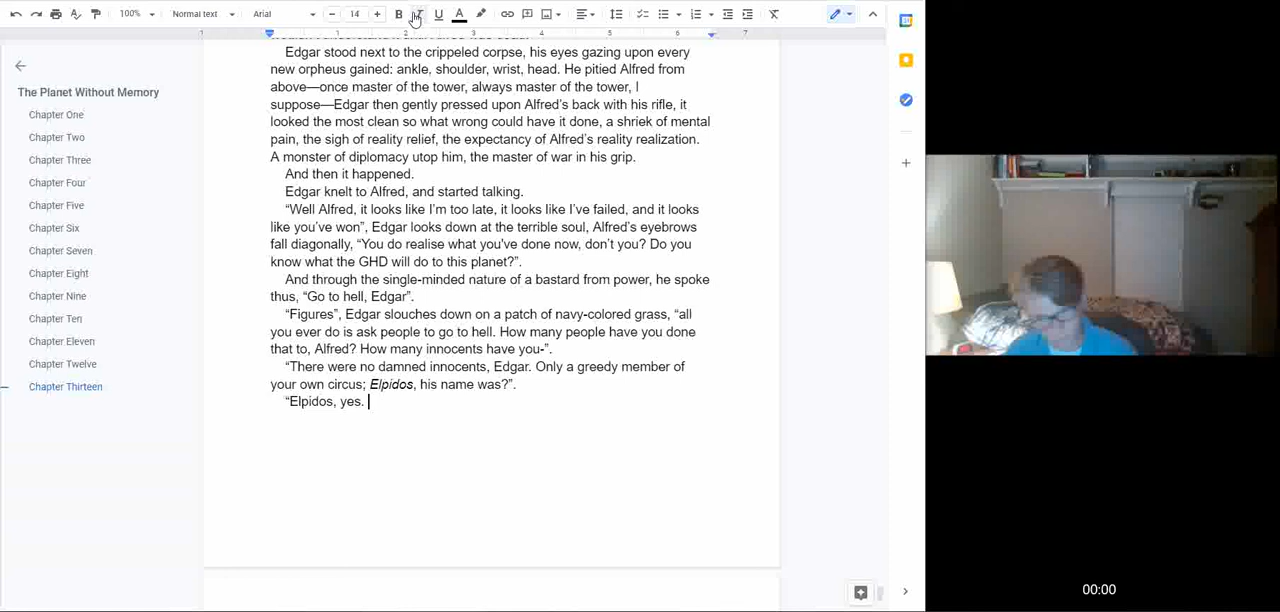 100%
Normal text
Arial
14
1
1
2
3
4
5
6
7
The Planet Without Memory
Chapter One
Chapter Two
Chapter Three
Chapter Four
Chapter Five
Chapter Six
Chapter Seven
Chapter Eight
Chapter Nine
Chapter Ten
Chapter Eleven
Chapter Twelve
Chapter Thirteen
Edgar stood next to the crippeled corpse, his eyes gazing upon every
new orpheus gained: ankle, shoulder, wrist, head. He pitied Alfred from
above—once master of the tower, always master of the tower, I
suppose—Edgar then gently pressed upon Alfred’s back with his rifle, it
looked the most clean so what wrong could have it done, a shriek of mental
pain, the sigh of reality relief, the expectancy of Alfred’s reality realization.
A monster of diplomacy utop him, the master of war in his grip.
And then it happened.
Edgar knelt to Alfred, and started talking.
“Well Alfred, it looks like I’m too late, it looks like I’ve failed, and it looks
like you’ve won”, Edgar looks down at the terrible soul, Alfred’s eyebrows
fall diagonally, “You do realise what you’ve done now, don’t you? Do you
know what the GHD will do to this planet?”.
And through the single-minded nature of a bastard from power, he spoke
thus, “Go to hell, Edgar”.
“Figures”, Edgar slouches down on a patch of navy-colored grass, “all
you ever do is ask people to go to hell. How many people have you done
that to, Alfred? How many innocents have you-”.
“There were no damned innocents, Edgar. Only a greedy member of
your own circus; Elpidos, his name was?”.
“Elpidos, yes.
00:00